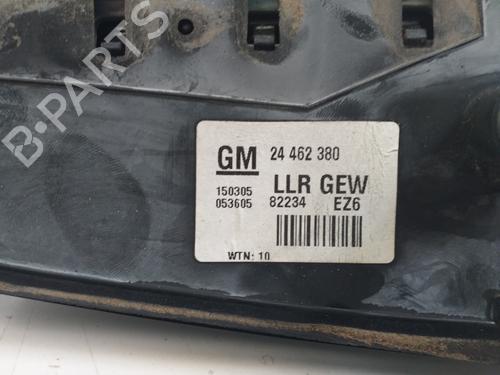 B-PARTS
GM 24 462 380
150305 LLR GEW
053605 82234 EZ6
WTN: 10